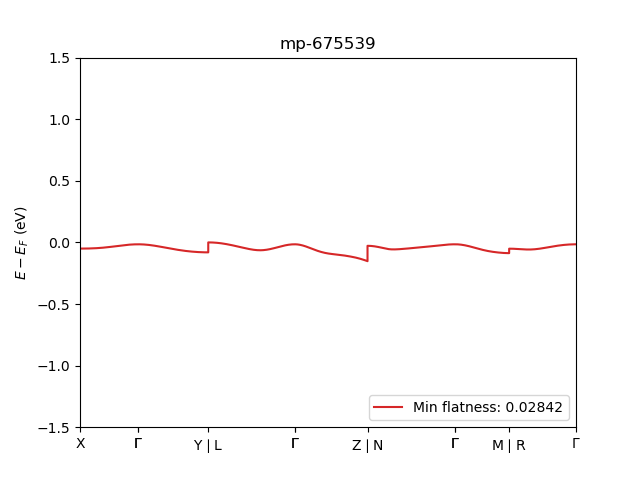 mp-675539
E − E_F (eV)
1.5
1.0
0.5
0.0
−0.5
−1.0
−1.5
Min flatness: 0.02842
X Γ Y | L Γ Z | N Γ M | R Γ